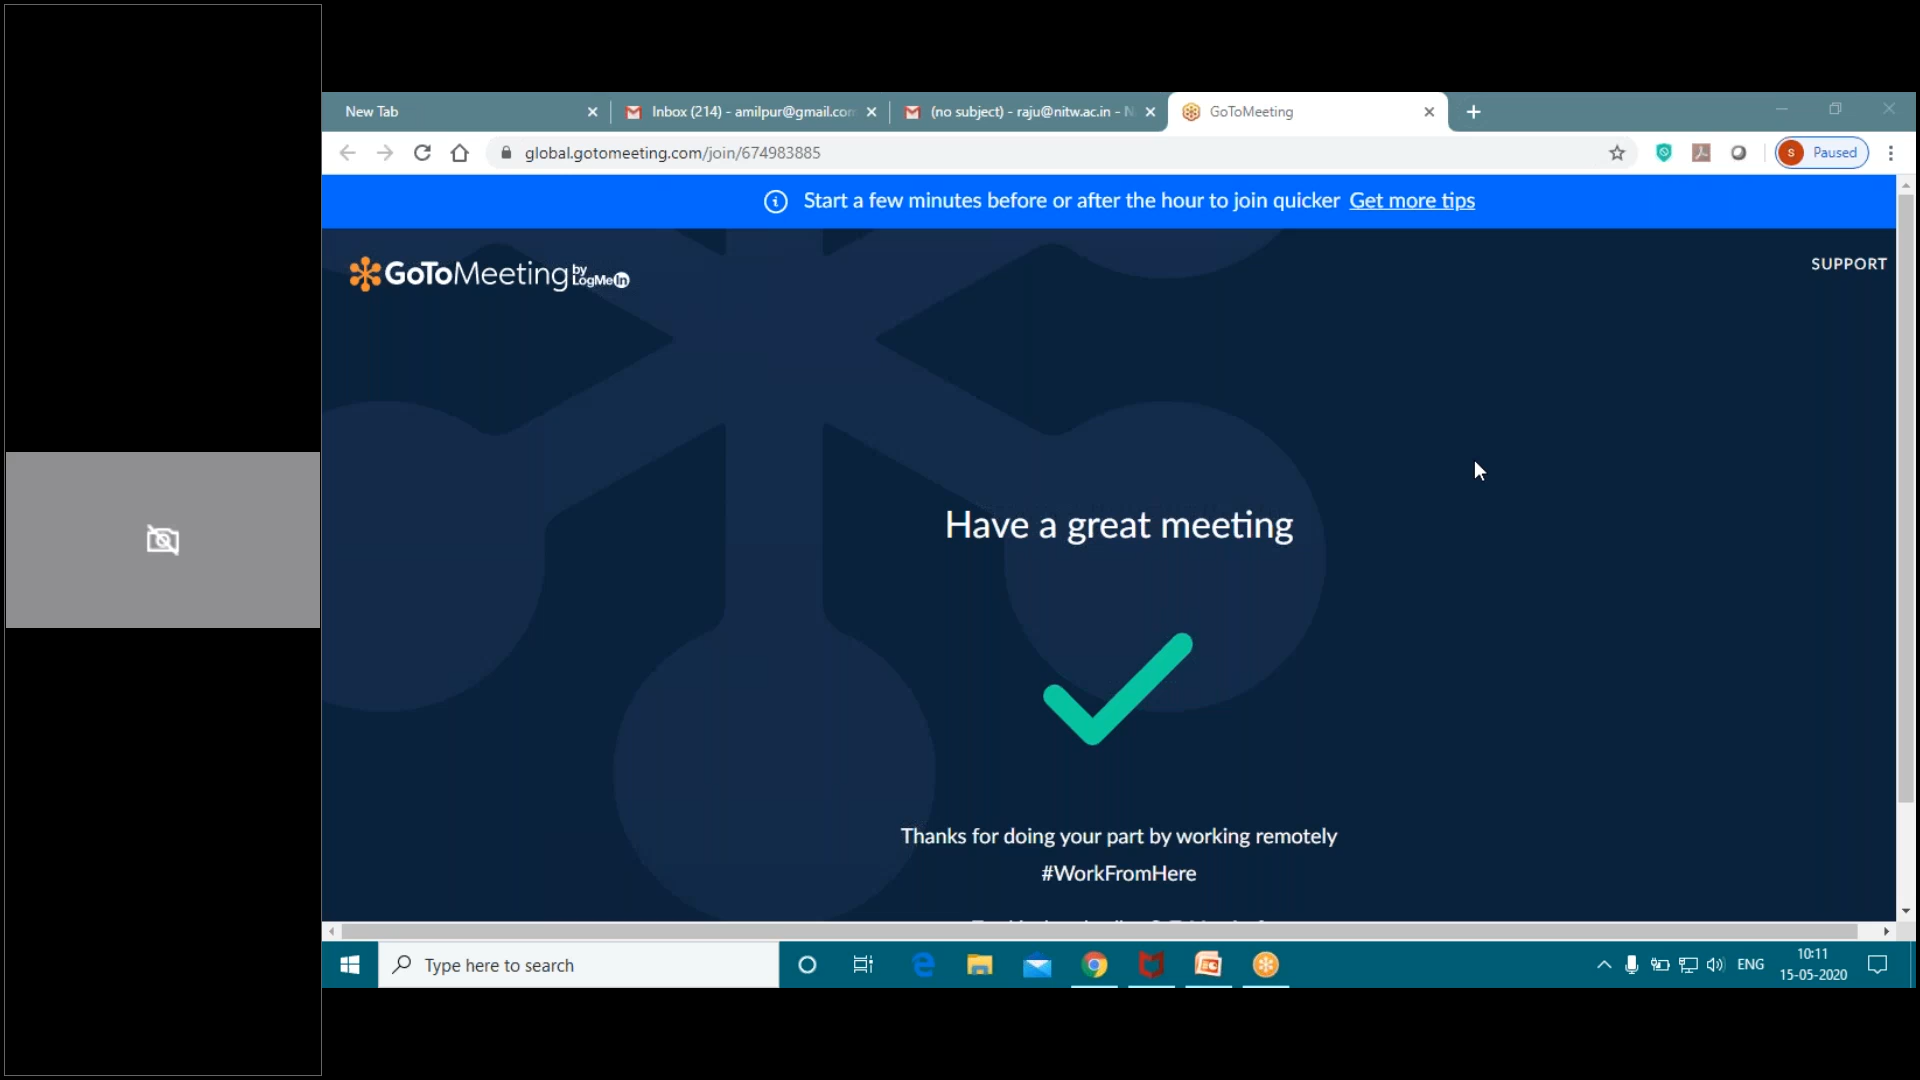 New Tab
Inbox (214) - amilpur@gmail.com
(no subject) - raju@nitw.ac.in - N
GoToMeeting
global.gotomeeting.com/join/674983885
S
Paused
Start a few minutes before or after the hour to join quicker Get more tips
GoToMeeting by LogMeIn
SUPPORT
Have a great meeting
Thanks for doing your part by working remotely
#WorkFromHere
Type here to search
ENG
10:11
15-05-2020